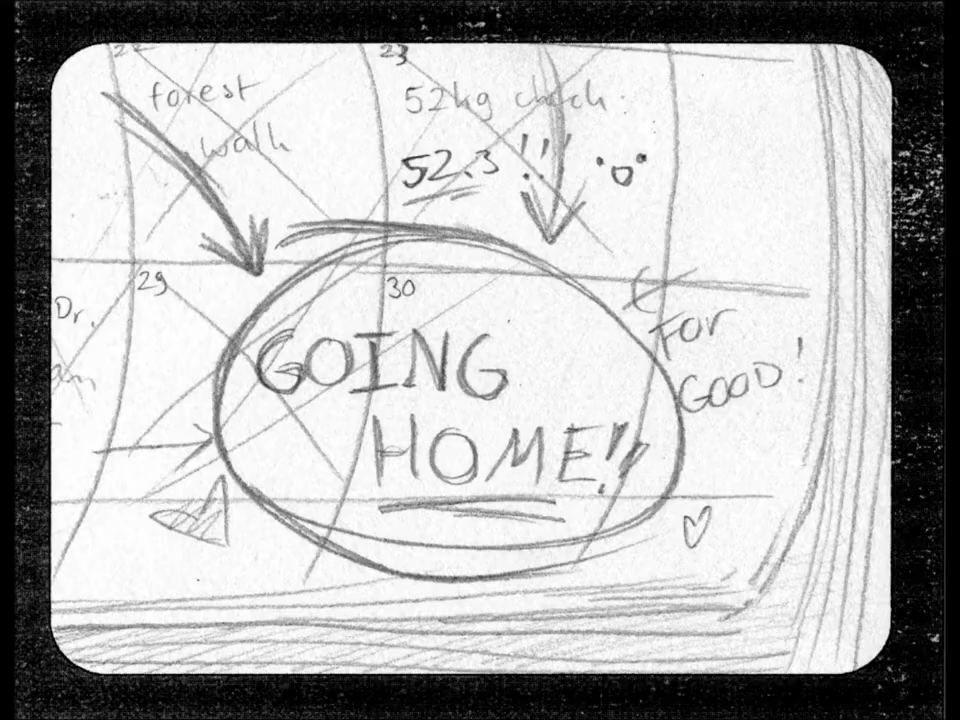 23
forest
walk
52kg check
52.3 !!
29
30
Dr.
GOING
HOME!!
FOR
GOOD!